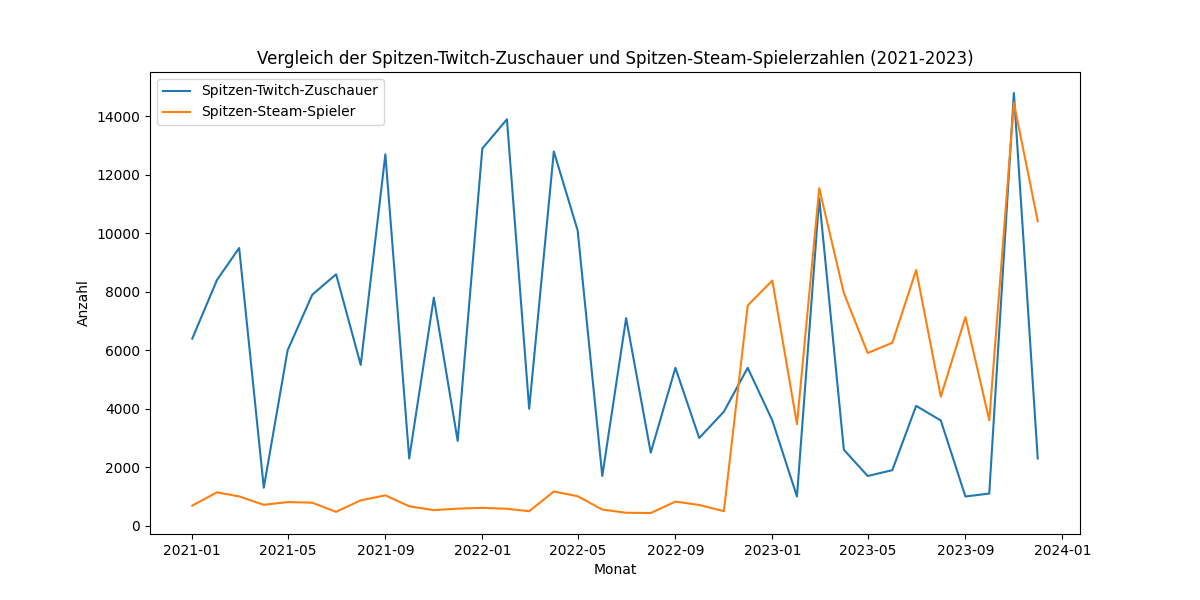 Vergleich der Spitzen-Twitch-Zuschauer und Spitzen-Steam-Spielerzahlen (2021-2023)
Spitzen-Twitch-Zuschauer
Spitzen-Steam-Spieler
14000
12000
10000
8000
6000
4000
2000
0
Anzahl
2021-01 2021-05 2021-09 2022-01 2022-05 2022-09 2023-01 2023-05 2023-09 2024-01
Monat